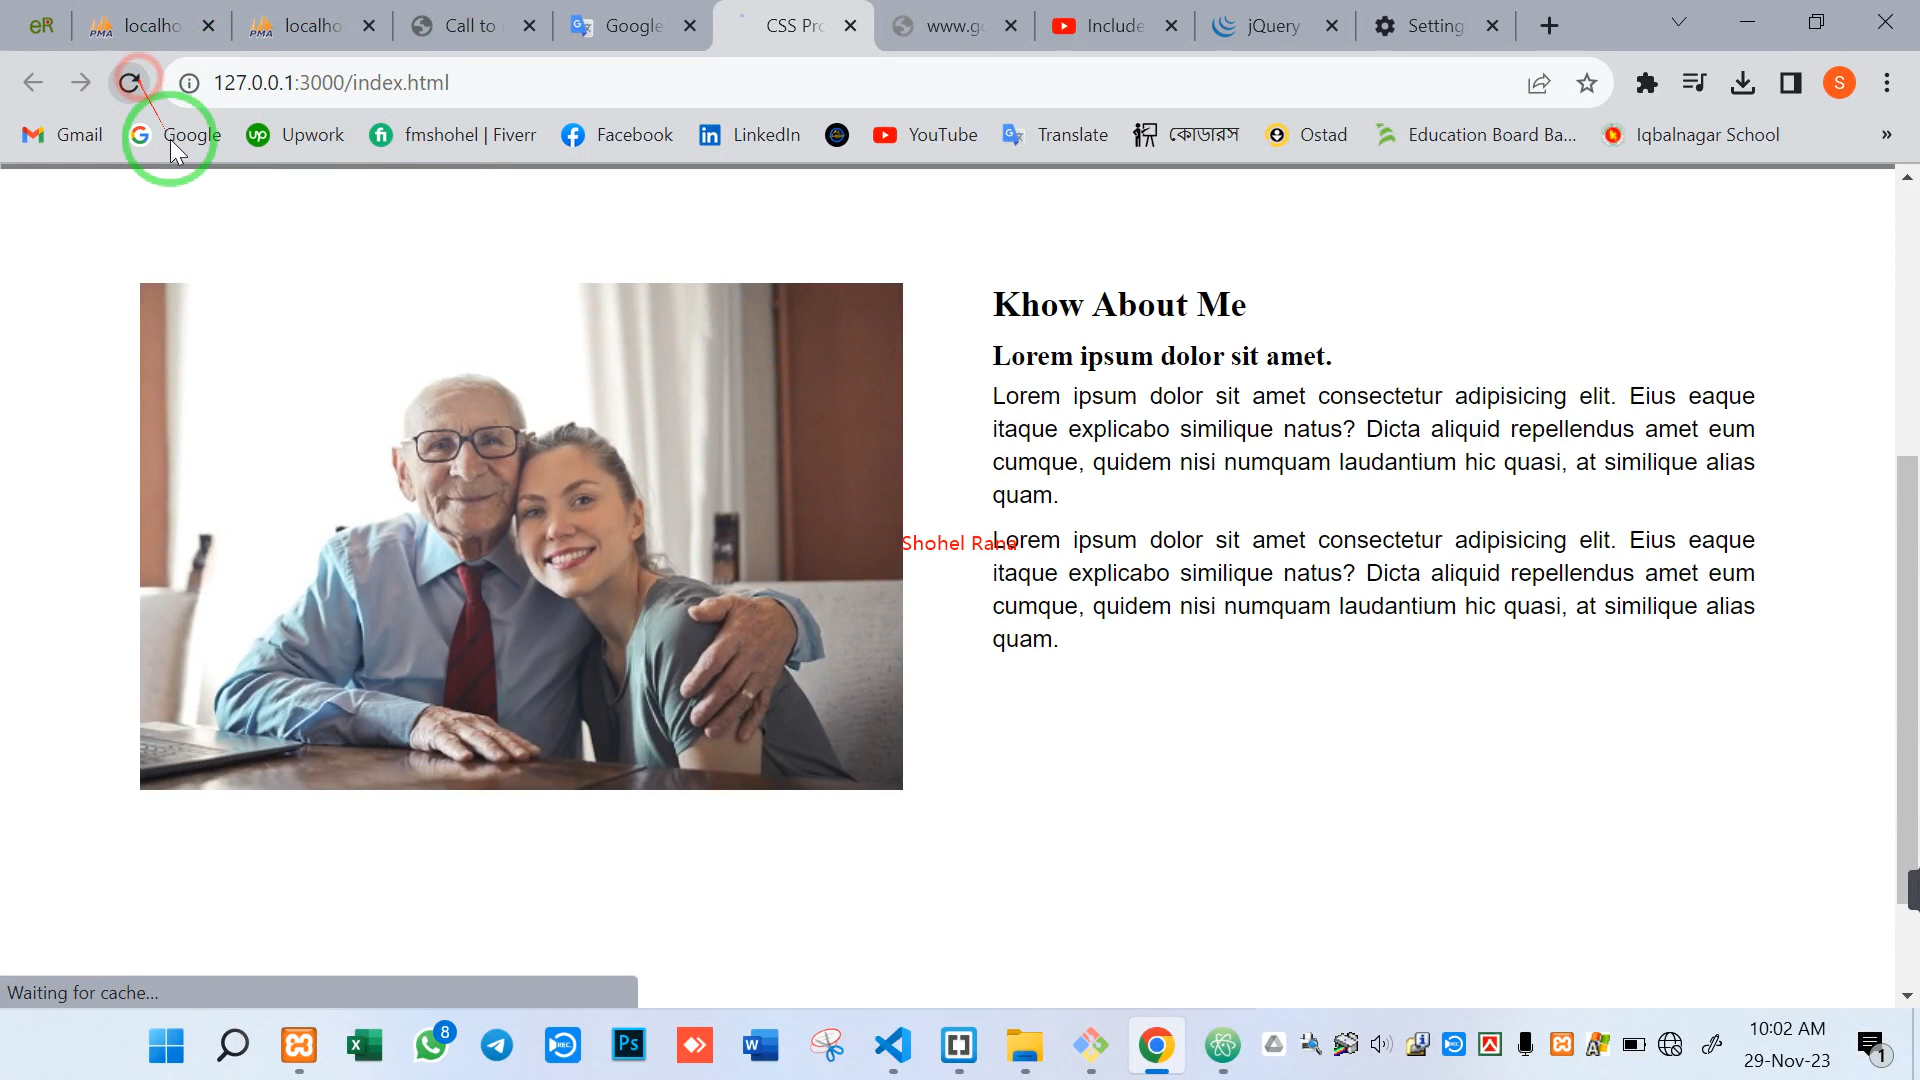 eR
localho
localho
Call to
Google
CSS Pro
www.g
Include
jQuery
Setting
127.0.0.1:3000/index.html
S
Gmail
Google
Upwork
fmshohel | Fiverr
Facebook
LinkedIn
YouTube
Translate
কোডারস
Ostad
Education Board Ba...
Iqbalnagar School
»
Khow About Me
Lorem ipsum dolor sit amet.
Lorem ipsum dolor sit amet consectetur adipisicing elit. Eius eaque
itaque explicabo similique natus? Dicta aliquid repellendus amet eum
cumque, quidem nisi numquam laudantium hic quasi, at similique alias
quam.
Shohel Rana
Lorem ipsum dolor sit amet consectetur adipisicing elit. Eius eaque
itaque explicabo similique natus? Dicta aliquid repellendus amet eum
cumque, quidem nisi numquam laudantium hic quasi, at similique alias
quam.
Waiting for cache...
8
Ps
10:02 AM
29-Nov-23
1